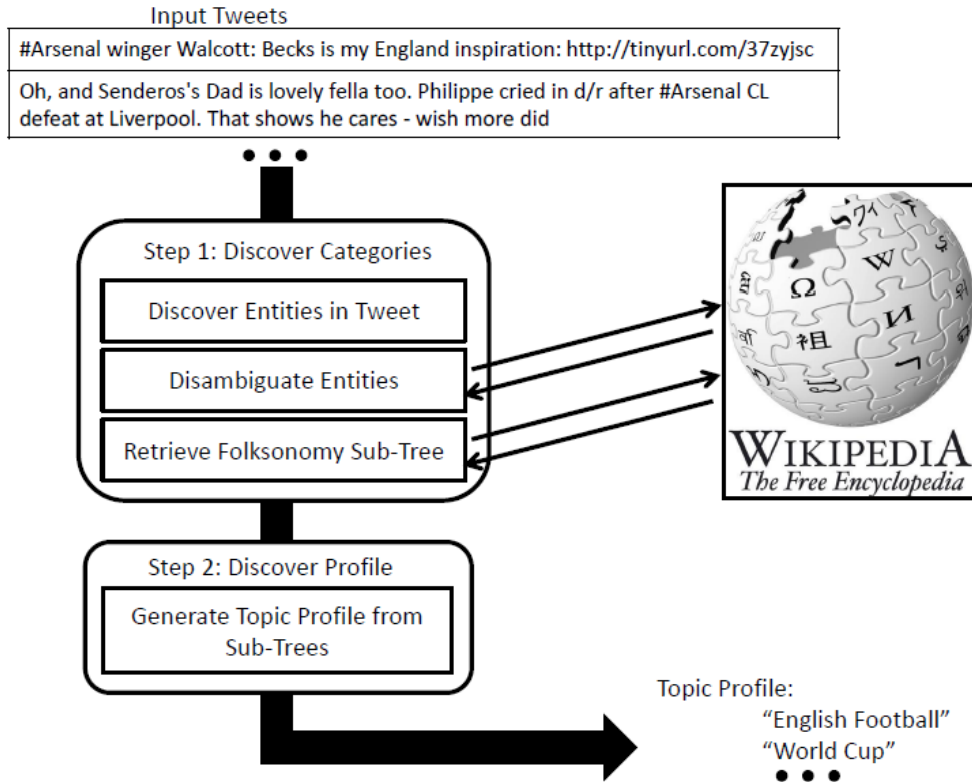 Input Tweets
#Arsenal winger Walcott: Becks is my England inspiration: http://tinyurl.com/37zyjsc
Oh, and Senderos's Dad is lovely fella too. Philippe cried in d/r after #Arsenal CL
defeat at Liverpool. That shows he cares - wish more did
Step 1: Discover Categories
Discover Entities in Tweet
Disambiguate Entities
Retrieve Folksonomy Sub-Tree
Ω
W
祖
И
WIKIPEDIA
The Free Encyclopedia
Step 2: Discover Profile
Generate Topic Profile from
Sub-Trees
Topic Profile:
“English Football”
“World Cup”